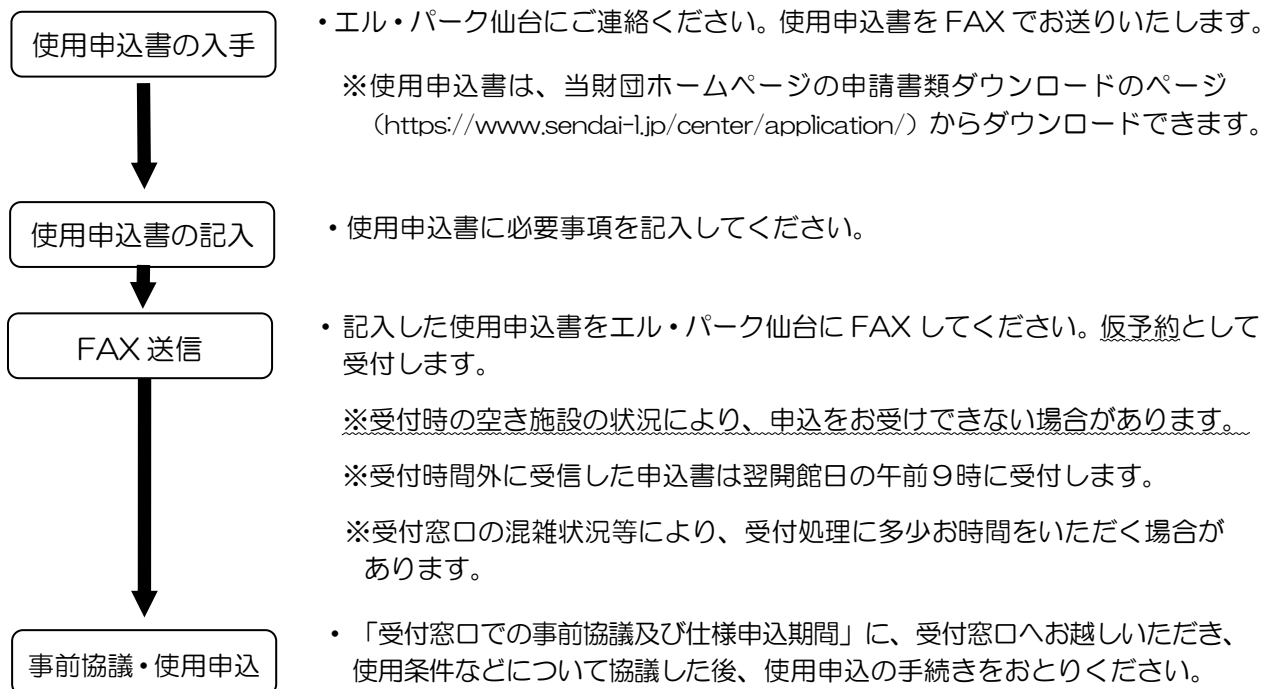 使用申込書の入手
・エル・パーク仙台にご連絡ください。使用申込書を FAX でお送りいたします。
※使用申込書は、当財団ホームページの申請書類ダウンロードのページ
（https://www.sendai-l.jp/center/application/）からダウンロードできます。
使用申込書の記入
・使用申込書に必要事項を記入してください。
FAX 送信
・記入した使用申込書をエル・パーク仙台に FAX してください。仮予約として
受付します。
※受付時の空き施設の状況により、申込をお受けできない場合があります。
※受付時間外に受信した申込書は翌開館日の午前９時に受付します。
※受付窓口の混雑状況等により、受付処理に多少お時間をいただく場合が
あります。
事前協議・使用申込
・「受付窓口での事前協議及び仕様申込期間」に、受付窓口へお越しいただき、
使用条件などについて協議した後、使用申込の手続きをおとりください。